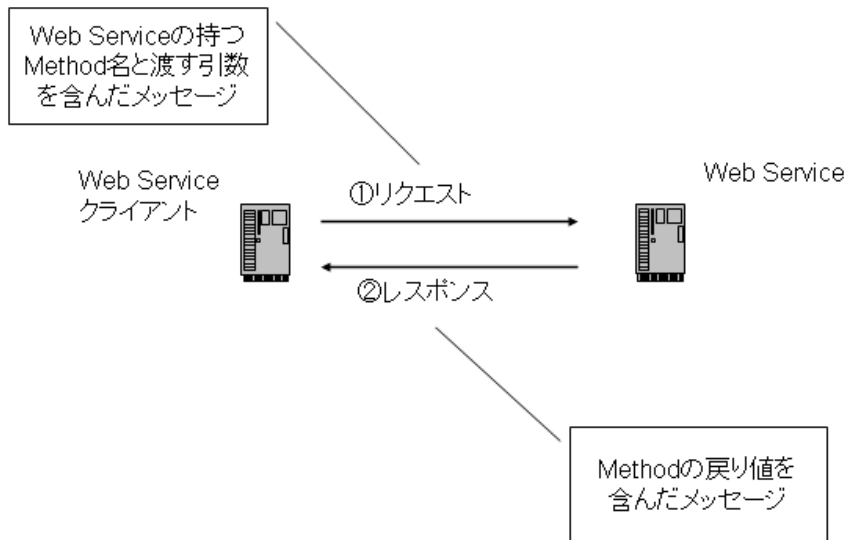 Web Serviceの持つ
Method名と渡す引数
を含んだメッセージ
Web Service
クライアント
①リクエスト
Web Service
②レスポンス
Methodの戻り値を
含んだメッセージ